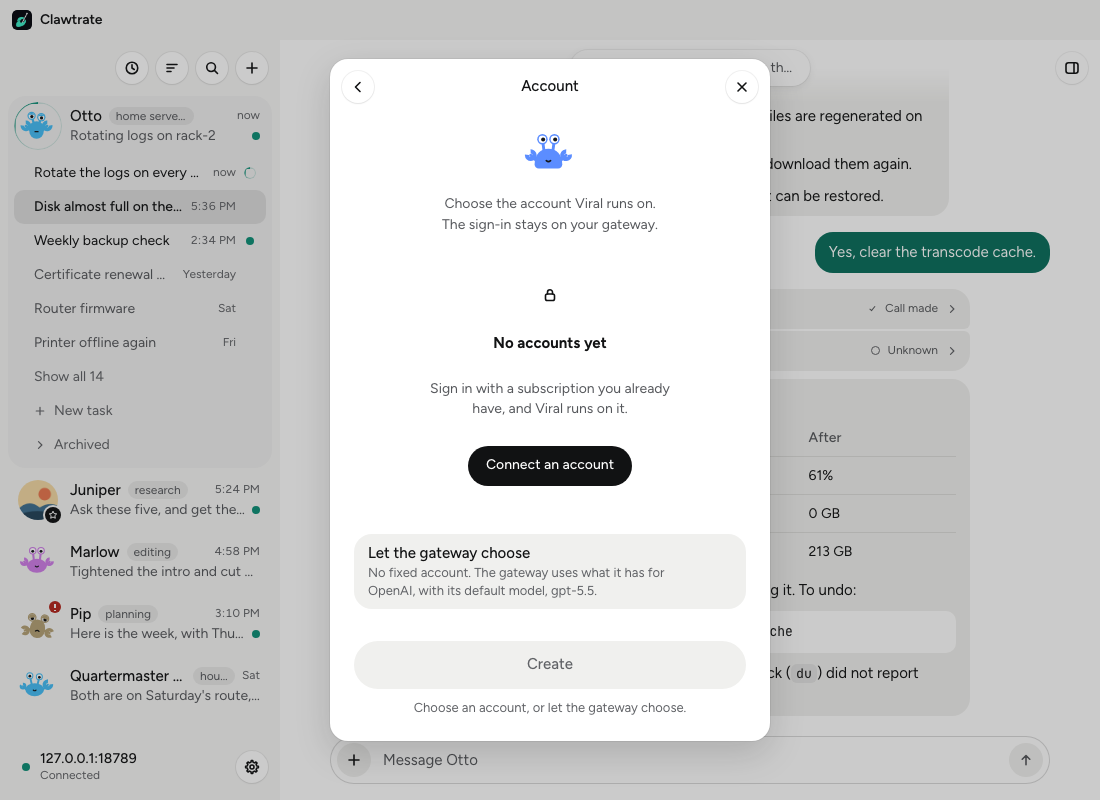 Clawtrate
Otto
home serve...
now
Rotating logs on rack-2
Rotate the logs on every ...
now
Disk almost full on the...
5:36 PM
Weekly backup check
2:34 PM
Certificate renewal ...
Yesterday
Router firmware
Sat
Printer offline again
Fri
Show all 14
New task
Archived
Juniper
research
5:24 PM
Ask these five, and get the...
Marlow
editing
4:58 PM
Tightened the intro and cut ...
Pip
planning
3:10 PM
Here is the week, with Thu...
Quartermaster ...
hou...
Sat
Both are on Saturday's route,...
127.0.0.1:18789
Connected
Account
Choose the account Viral runs on.
The sign-in stays on your gateway.
No accounts yet
Sign in with a subscription you already
have, and Viral runs on it.
Connect an account
Let the gateway choose
No fixed account. The gateway uses what it has for
OpenAI, with its default model, gpt-5.5.
Create
Choose an account, or let the gateway choose.
th...
are regenerated on
download them again.
can be restored.
Yes, clear the transcode cache.
Call made
Unknown
After
61%
0 GB
213 GB
it. To undo:
(du) did not report
Message Otto